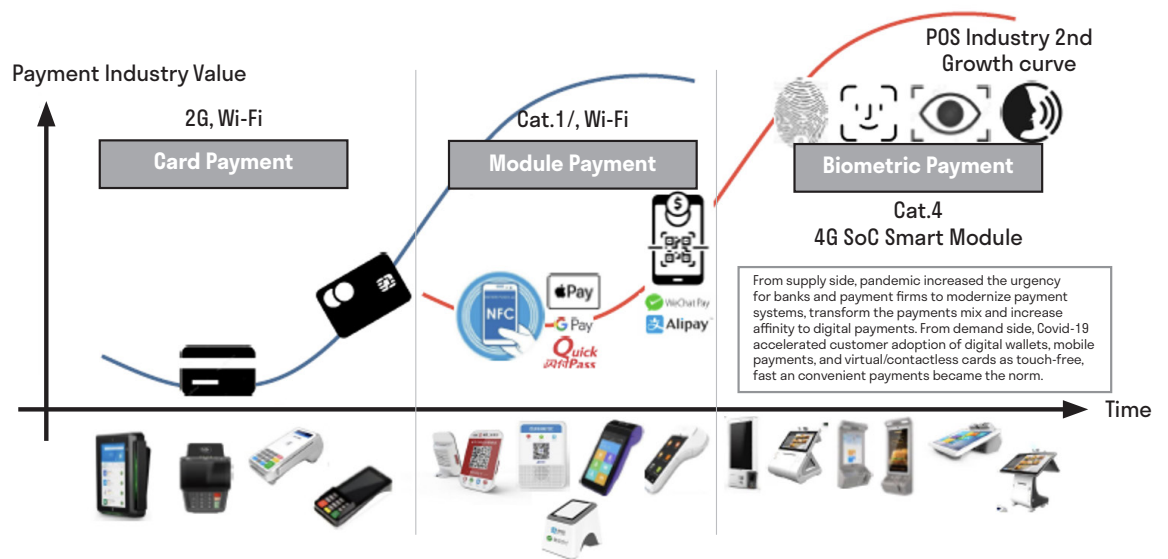 POS Industry 2nd
Growth curve
Payment Industry Value
2G, Wi-Fi
Card Payment
Cat.1/, Wi-Fi
Module Payment
Biometric Payment
Cat.4
4G SoC Smart Module
$
NFC
Pay
G Pay
Quick
Pass
WeChat Pay
Alipay
From supply side, pandemic increased the urgency
for banks and payment firms to modernize payment
systems, transform the payments mix and increase
affinity to digital payments. From demand side, Covid-19
accelerated customer adoption of digital wallets, mobile
payments, and virtual/contactless cards as touch-free,
fast an convenient payments became the norm.
Time